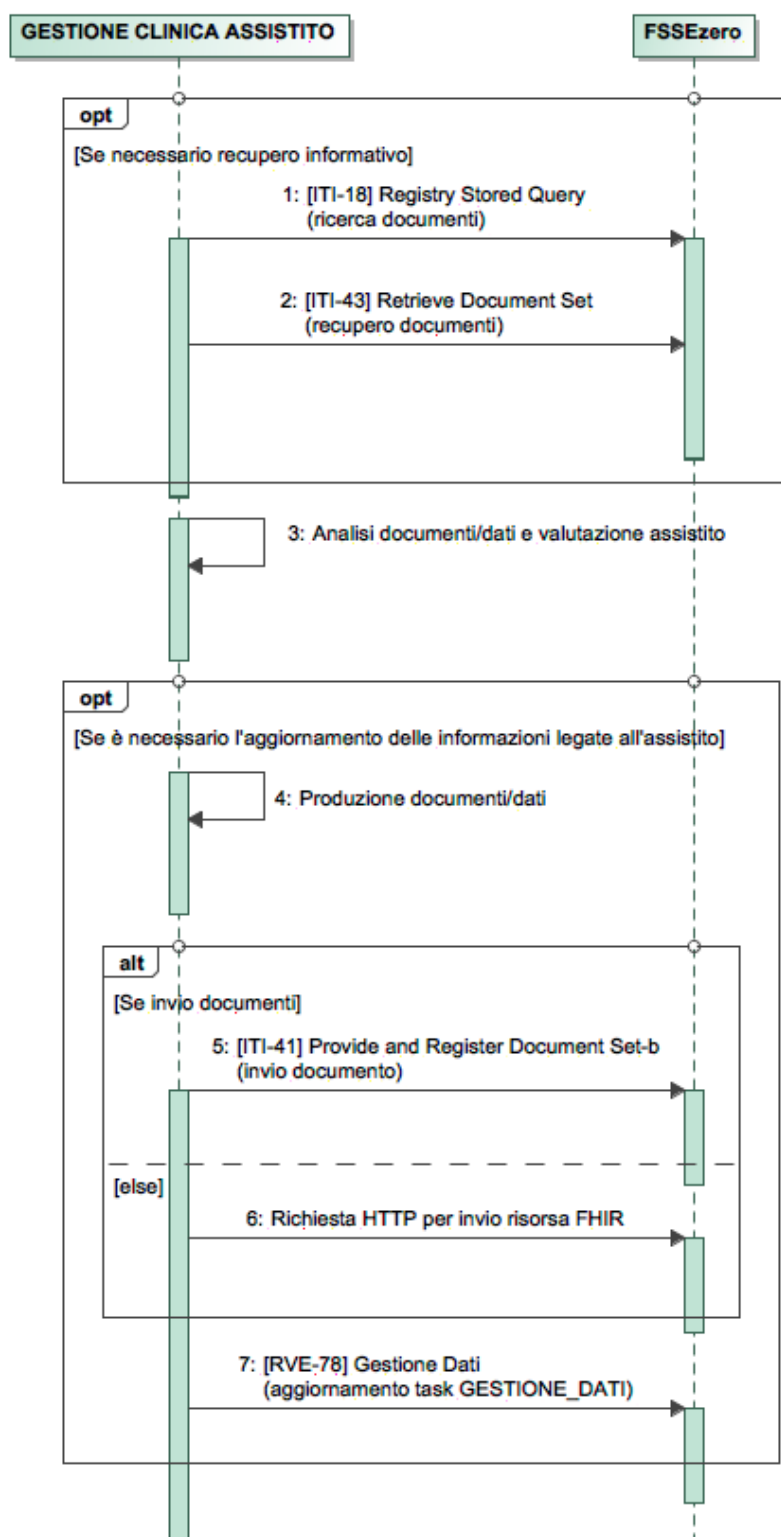 GESTIONE CLINICA ASSISTITO
FSSEzero
opt
[Se necessario recupero informativo]
1: [ITI-18] Registry Stored Query
(ricerca documenti)
2: [ITI-43] Retrieve Document Set
(recupero documenti)
3: Analisi documenti/dati e valutazione assistito
opt
[Se è necessario l'aggiornamento delle informazioni legate all'assistito]
4: Produzione documenti/dati
alt
[Se invio documenti]
5: [ITI-41] Provide and Register Document Set-b
(invio documento)
[else]
6: Richiesta HTTP per invio risorsa FHIR
7: [RVE-78] Gestione Dati
(aggiornamento task GESTIONE_DATI)